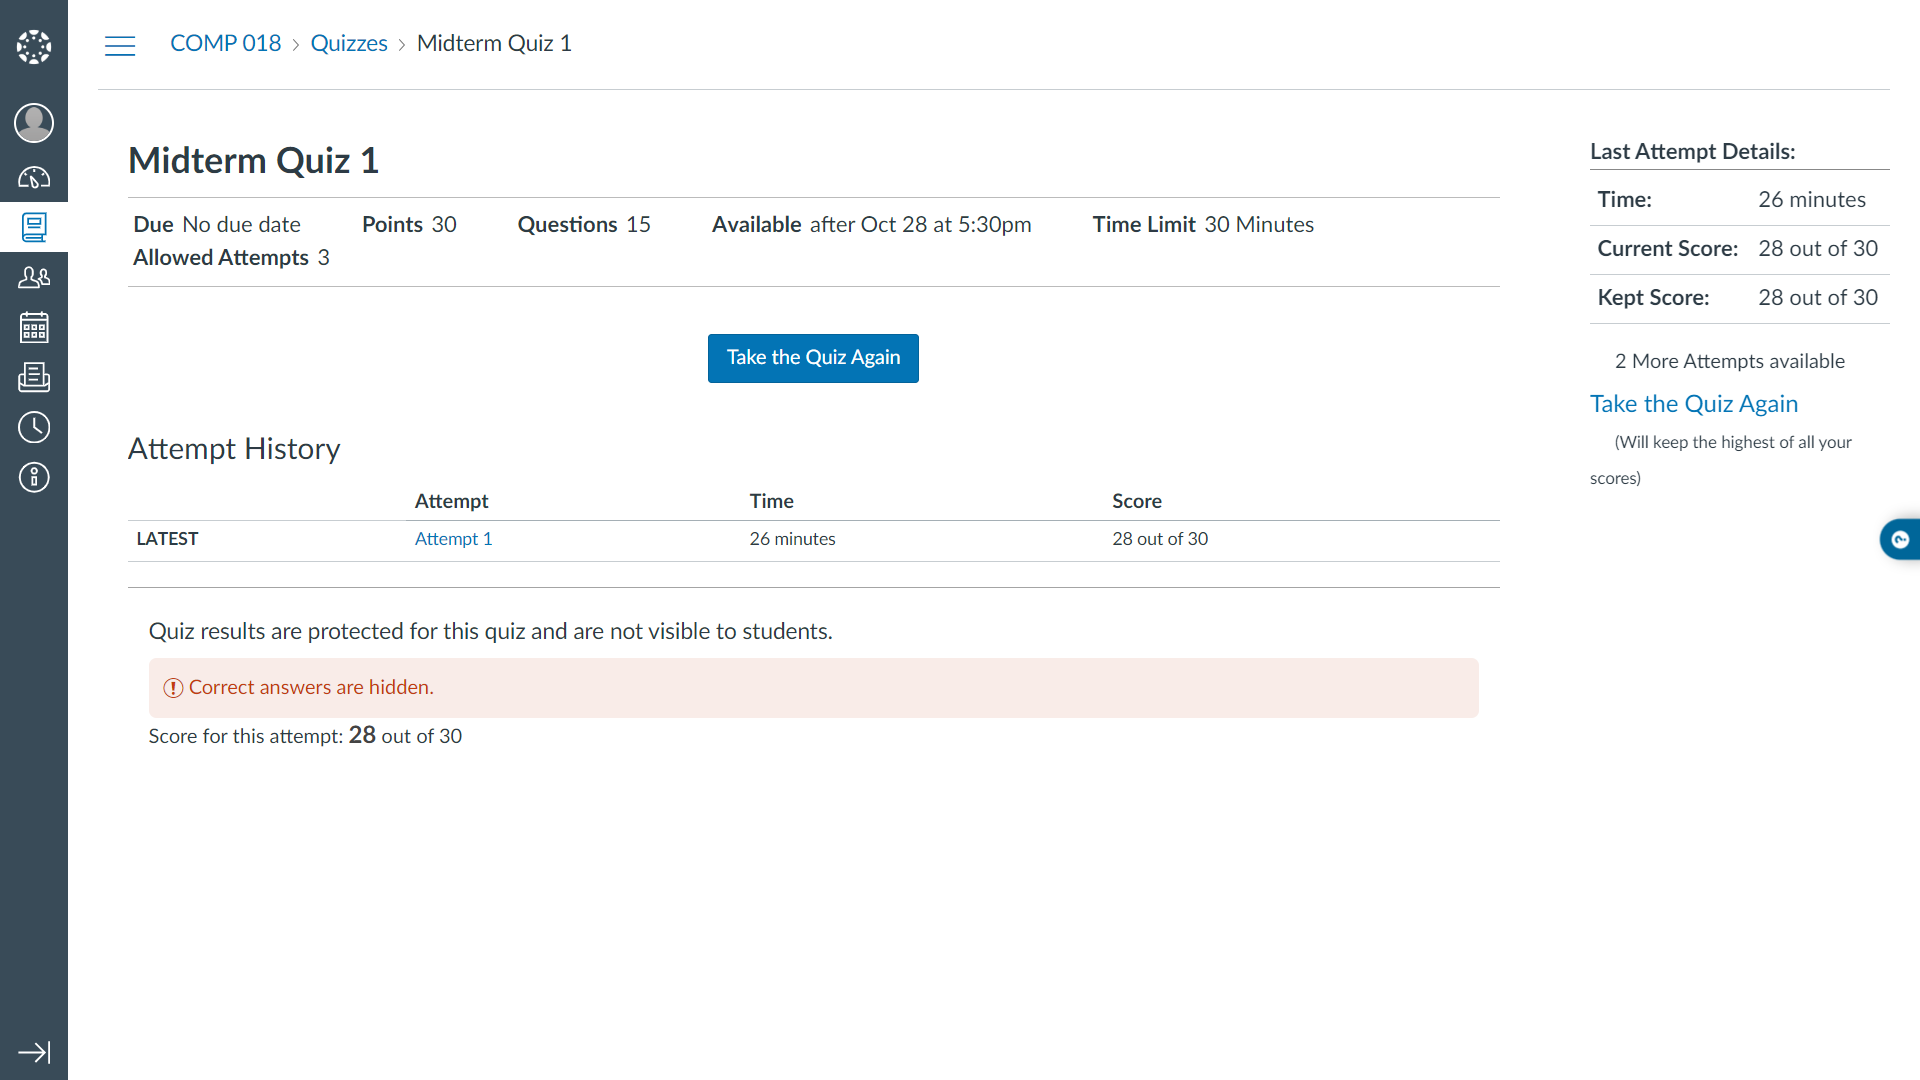 COMP 018 › Quizzes › Midterm Quiz 1
Midterm Quiz 1
Due No due date Points 30 Questions 15 Available after Oct 28 at 5:30pm Time Limit 30 Minutes
Allowed Attempts 3
Take the Quiz Again
Attempt History
Attempt Time Score
LATEST Attempt 1 26 minutes 28 out of 30
Quiz results are protected for this quiz and are not visible to students.
Correct answers are hidden.
Score for this attempt: 28 out of 30
Last Attempt Details:
Time: 26 minutes
Current Score: 28 out of 30
Kept Score: 28 out of 30
2 More Attempts available
Take the Quiz Again
(Will keep the highest of all your
scores)